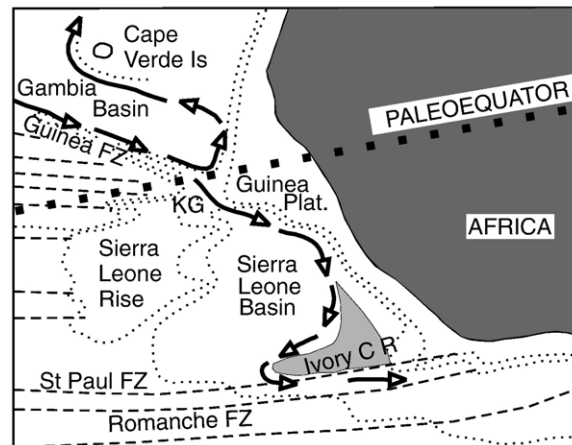 Cape
Verde Is
Gambia
Basin
Guinea FZ
PALEOEQUATOR
Guinea
Plat.
KG
AFRICA
Sierra
Leone
Rise
Sierra
Leone
Basin
Ivory C R
St Paul FZ
Romanche FZ